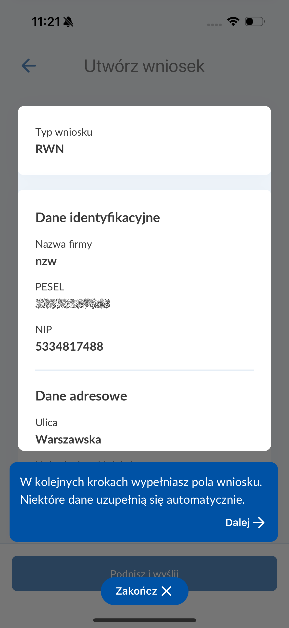 11:21
Utwórz wniosek
Typ wniosku
RWN
Dane identyfikacyjne
Nazwa firmy
nzw
PESEL
NIP
5334817488
Dane adresowe
Ulica
Warszawska
W kolejnych krokach wypełniasz pola wniosku.
Niektóre dane uzupełnią się automatycznie.
Dalej
Podpisz i wyślij
Zakończ